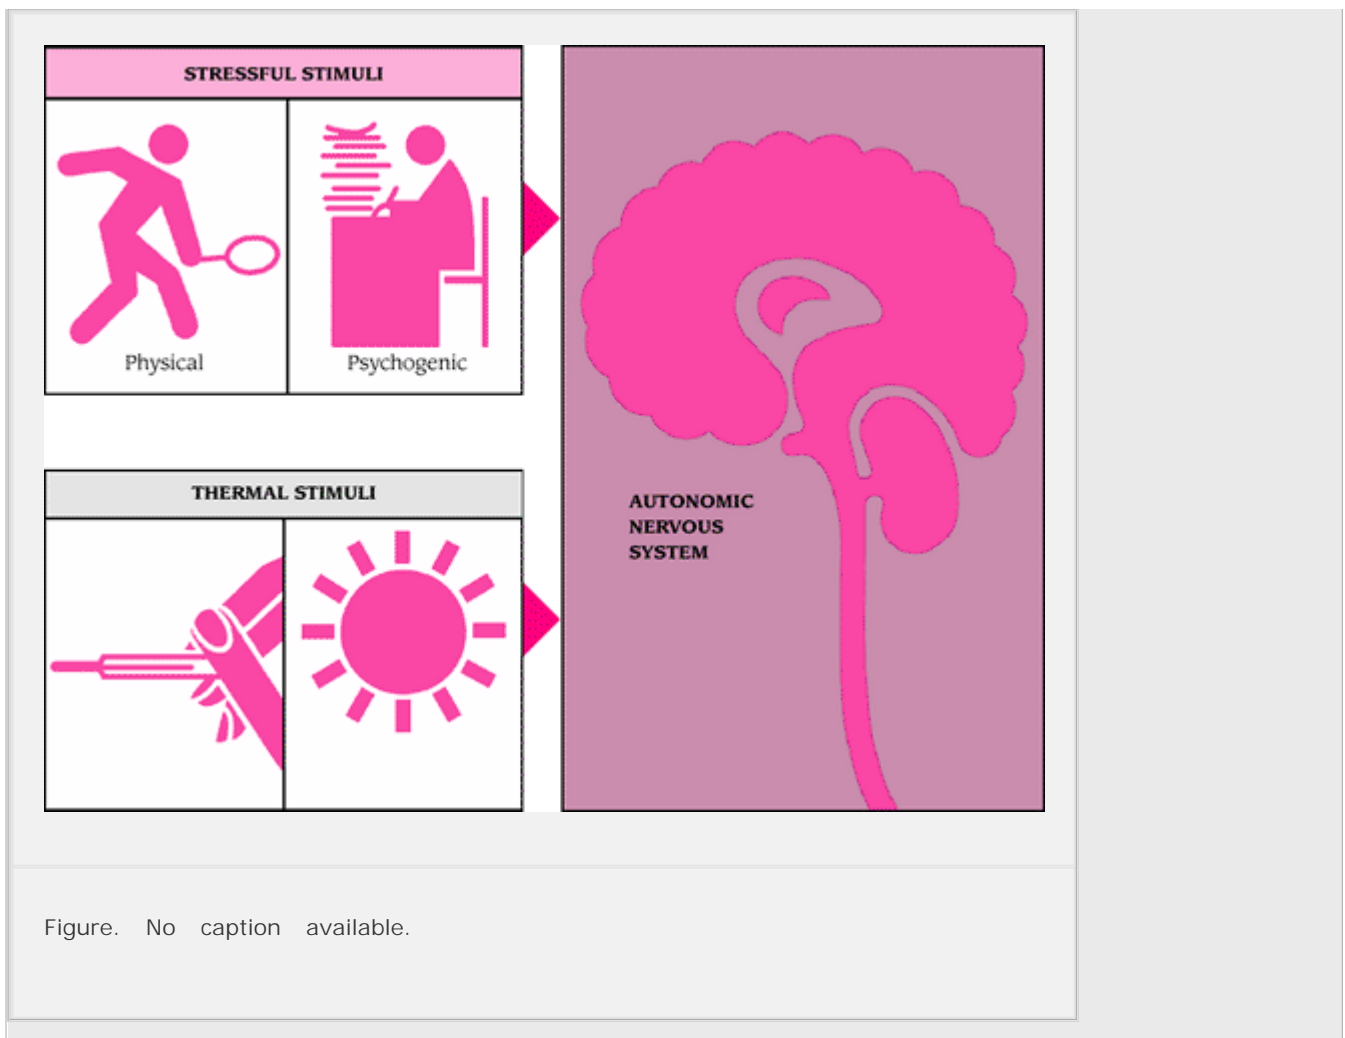 STRESSFUL STIMULI
Physical
Psychogenic
THERMAL STIMULI
AUTONOMIC
NERVOUS
SYSTEM
Figure. No caption available.